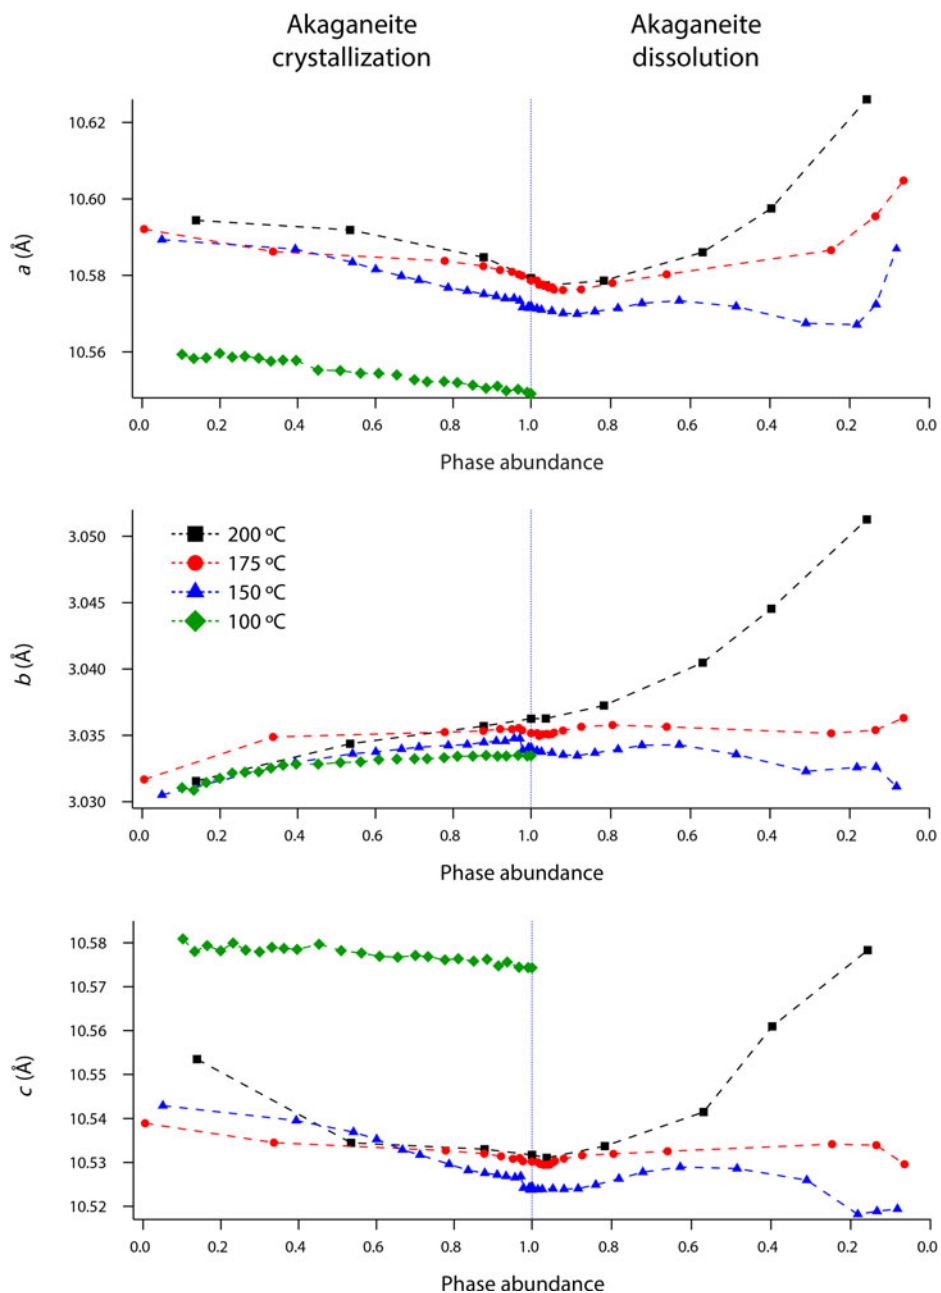 Akaganeite Akaganeite
crystallization dissolution
10.62
10.60
10.58
10.56
a (Å)
0.0 0.2 0.4 0.6 0.8 1.0 0.8 0.6 0.4 0.2 0.0
Phase abundance
3.050
3.045
3.040
3.035
3.030
b (Å)
200 ºC
175 ºC
150 ºC
100 ºC
0.0 0.2 0.4 0.6 0.8 1.0 0.8 0.6 0.4 0.2 0.0
Phase abundance
10.58
10.57
10.56
10.55
10.54
10.53
10.52
c (Å)
0.0 0.2 0.4 0.6 0.8 1.0 0.8 0.6 0.4 0.2 0.0
Phase abundance